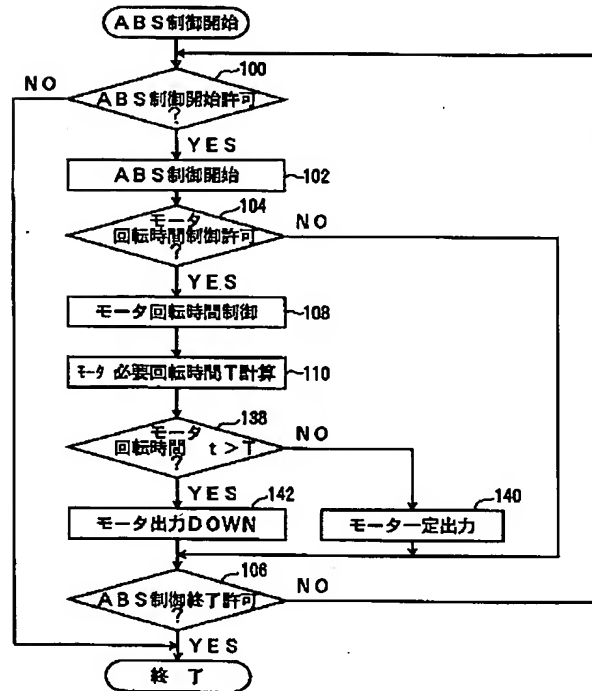 ABS制御開始
100
NO
ABS制御開始許可
?
YES
ABS制御開始
102
104
モータ
回転時間制御許可
?
NO
YES
モータ回転時間制御
108
モータ 必要回転時間T計算
110
138
モータ
回転時間 t>T
?
NO
YES
142
モータ出力DOWN
140
モータ一定出力
106
ABS制御終了許可
?
NO
YES
終 了